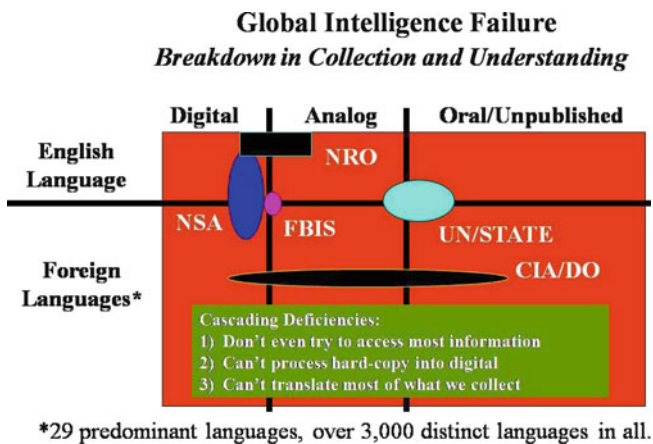 Global Intelligence Failure
Breakdown in Collection and Understanding
Digital Analog Oral/Unpublished
English
Language
NRO
NSA
FBIS
UN/STATE
Foreign
Languages*
CIA/DO
Cascading Deficiencies:
1) Don't even try to access most information
2) Can't process hard-copy into digital
3) Can't translate most of what we collect
*29 predominant languages, over 3,000 distinct languages in all.